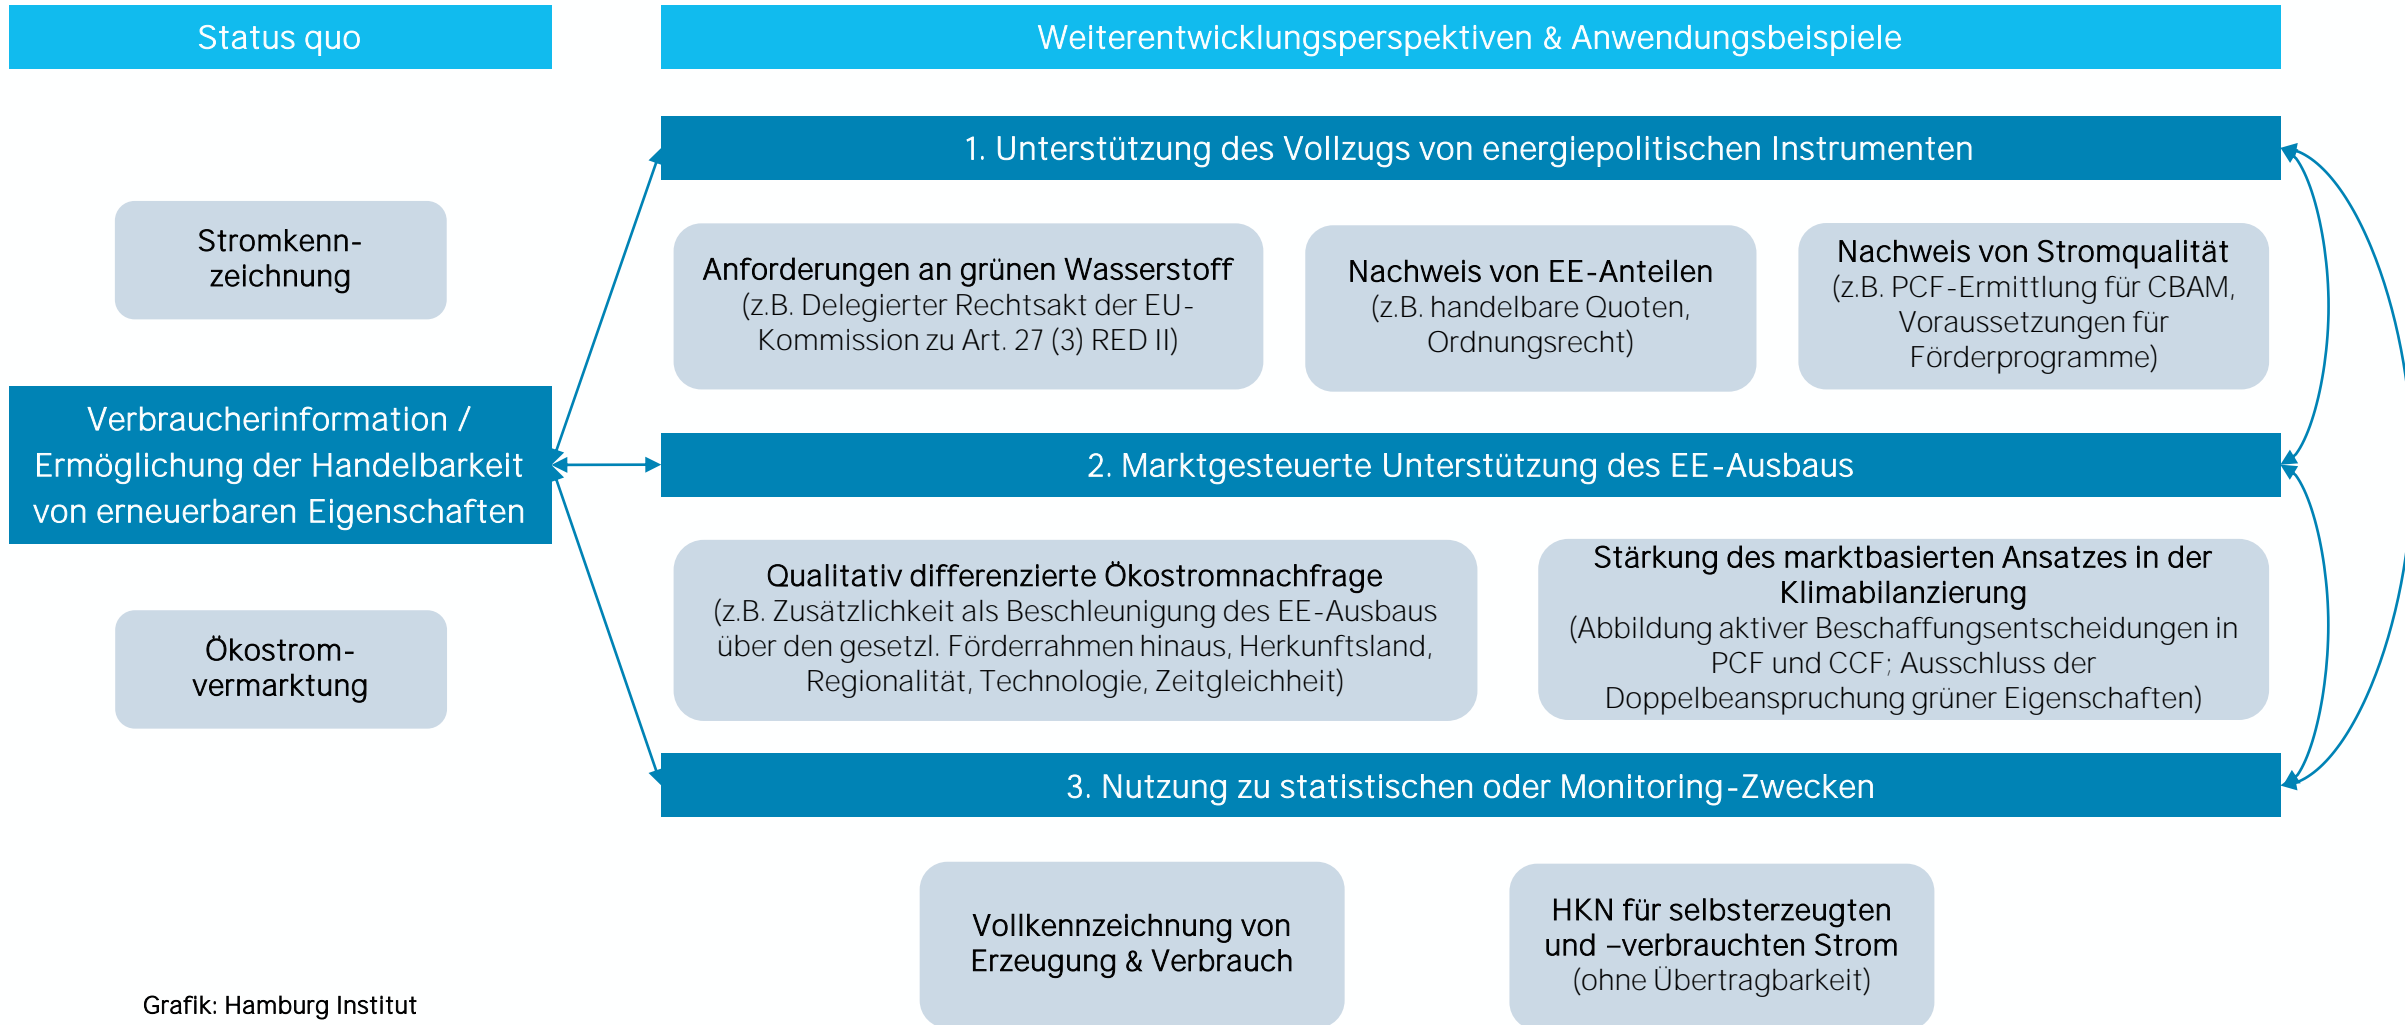 Status quo
Weiterentwicklungsperspektiven & Anwendungsbeispiele
Stromkenn-
zeichnung
Verbraucherinformation /
Ermöglichung der Handelbarkeit
von erneuerbaren Eigenschaften
Ökostrom-
vermarktung
1. Unterstützung des Vollzugs von energiepolitischen Instrumenten
Anforderungen an grünen Wasserstoff
(z.B. Delegierter Rechtsakt der EU-
Kommission zu Art. 27 (3) RED II)
Nachweis von EE-Anteilen
(z.B. handelbare Quoten,
Ordnungsrecht)
Nachweis von Stromqualität
(z.B. PCF-Ermittlung für CBAM,
Voraussetzungen für
Förderprogramme)
2. Marktgesteuerte Unterstützung des EE-Ausbaus
Qualitativ differenzierte Ökostromnachfrage
(z.B. Zusätzlichkeit als Beschleunigung des EE-Ausbaus
über den gesetzl. Förderrahmen hinaus, Herkunftsland,
Regionalität, Technologie, Zeitgleichheit)
Stärkung des marktbasierten Ansatzes in der
Klimabilanzierung
(Abbildung aktiver Beschaffungsentscheidungen in
PCF und CCF; Ausschluss der
Doppelbeanspruchung grüner Eigenschaften)
3. Nutzung zu statistischen oder Monitoring-Zwecken
Vollkennzeichnung von
Erzeugung & Verbrauch
HKN für selbsterzeugten
und –verbrauchten Strom
(ohne Übertragbarkeit)
Grafik: Hamburg Institut